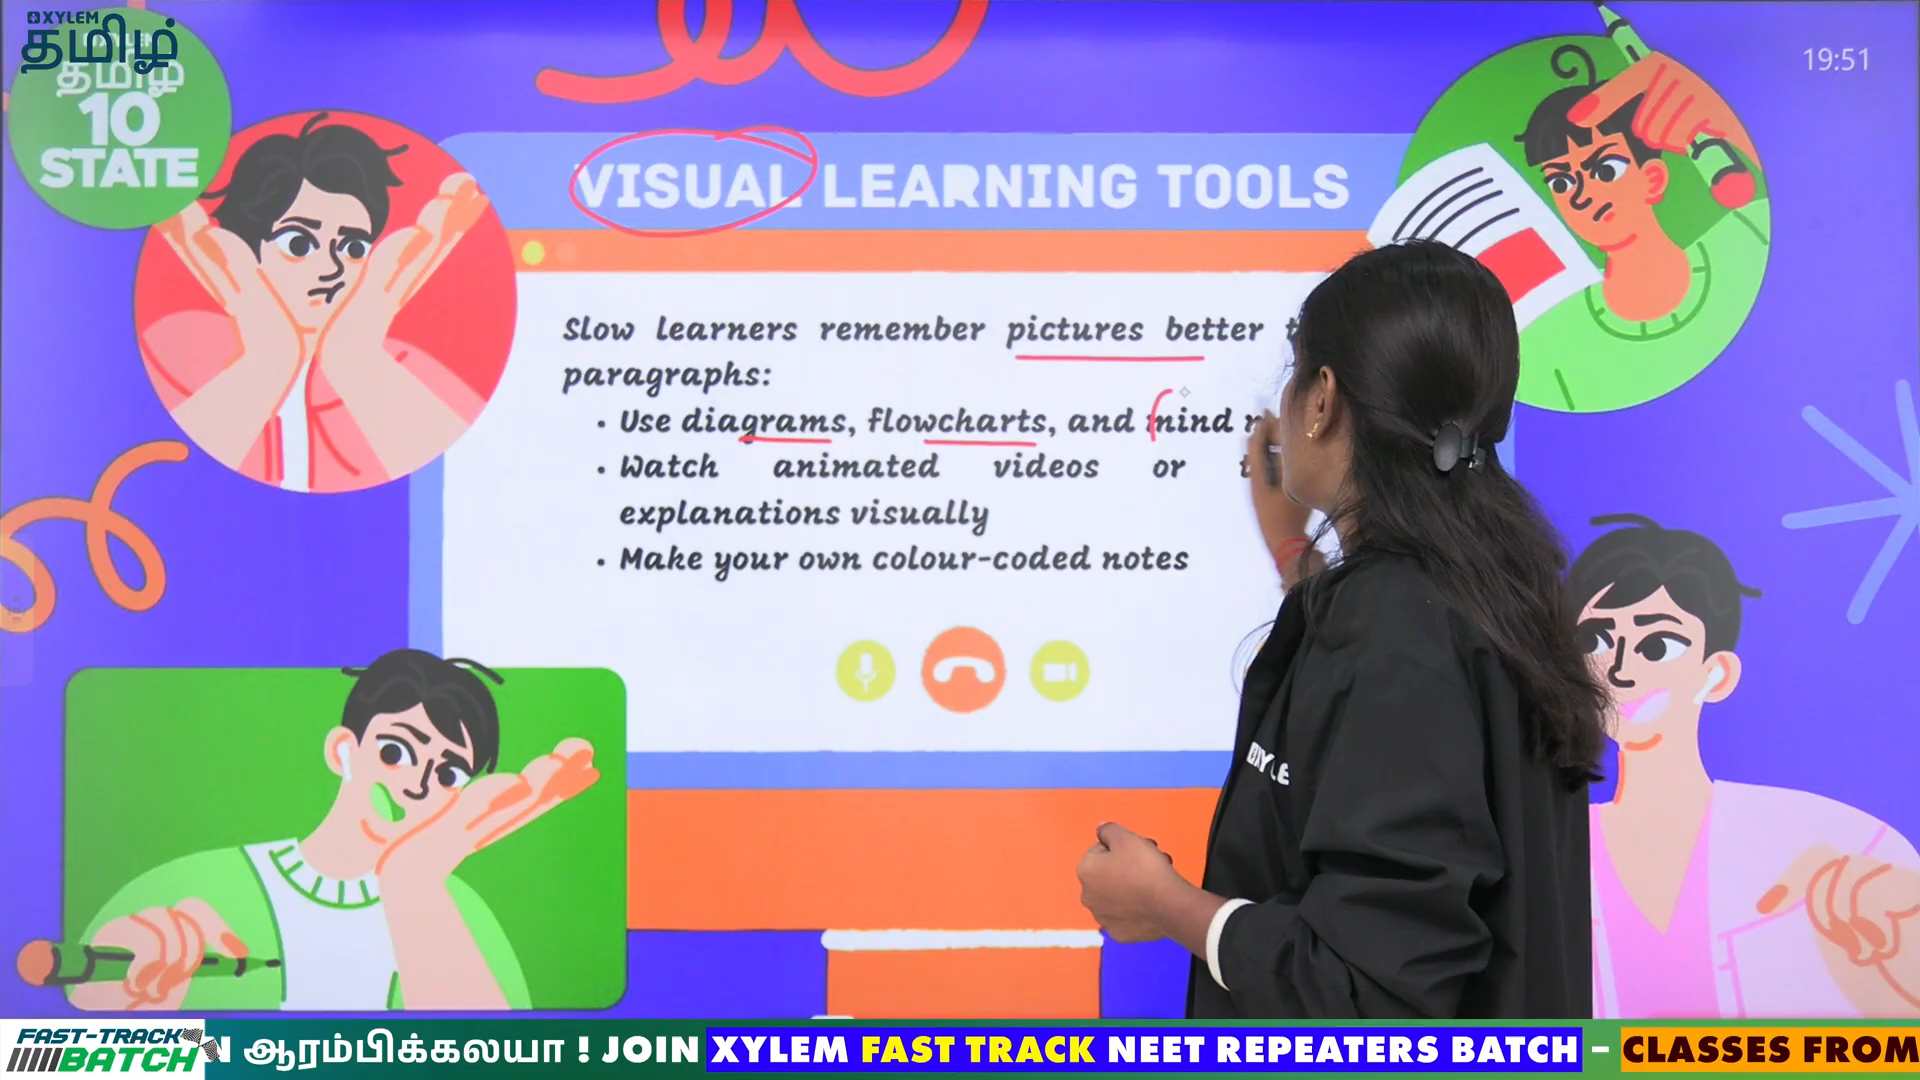 XYLEM
தமிழ்
தமிழ்
10
STATE
19:51
VISUAL LEARNING TOOLS
Slow learners remember pictures better
paragraphs:
• Use diagrams, flowcharts, and mind
• Watch animated videos or
explanations visually
• Make your own colour-coded notes
FAST-TRACK
BATCH
ஆரம்பிக்கலயா ! JOIN XYLEM FAST TRACK NEET REPEATERS BATCH – CLASSES FROM